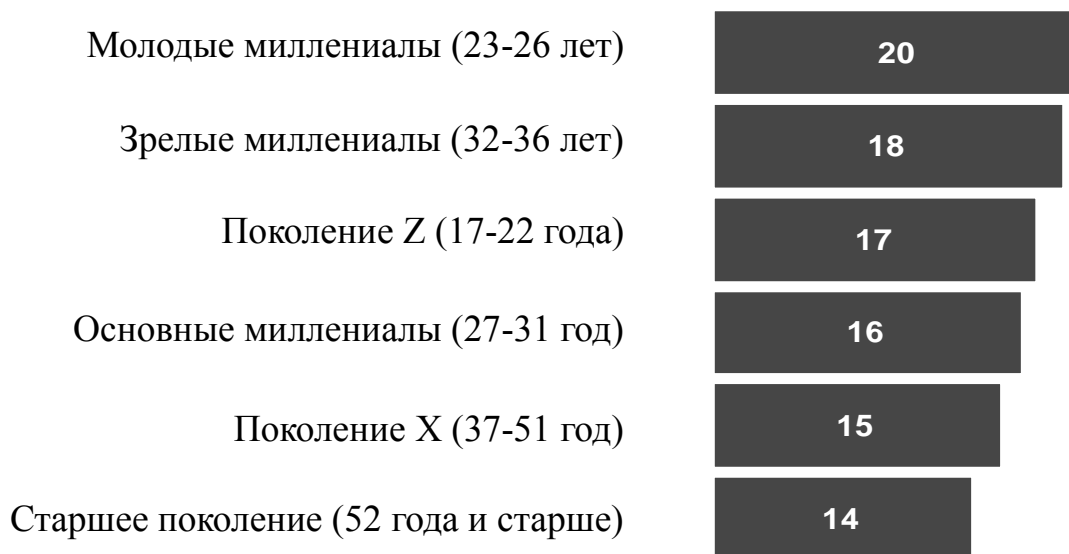 Молодые миллениалы (23-26 лет) 20
Зрелые миллениалы (32-36 лет) 18
Поколение Z (17-22 года) 17
Основные миллениалы (27-31 год) 16
Поколение X (37-51 год) 15
Старшее поколение (52 года и старше) 14